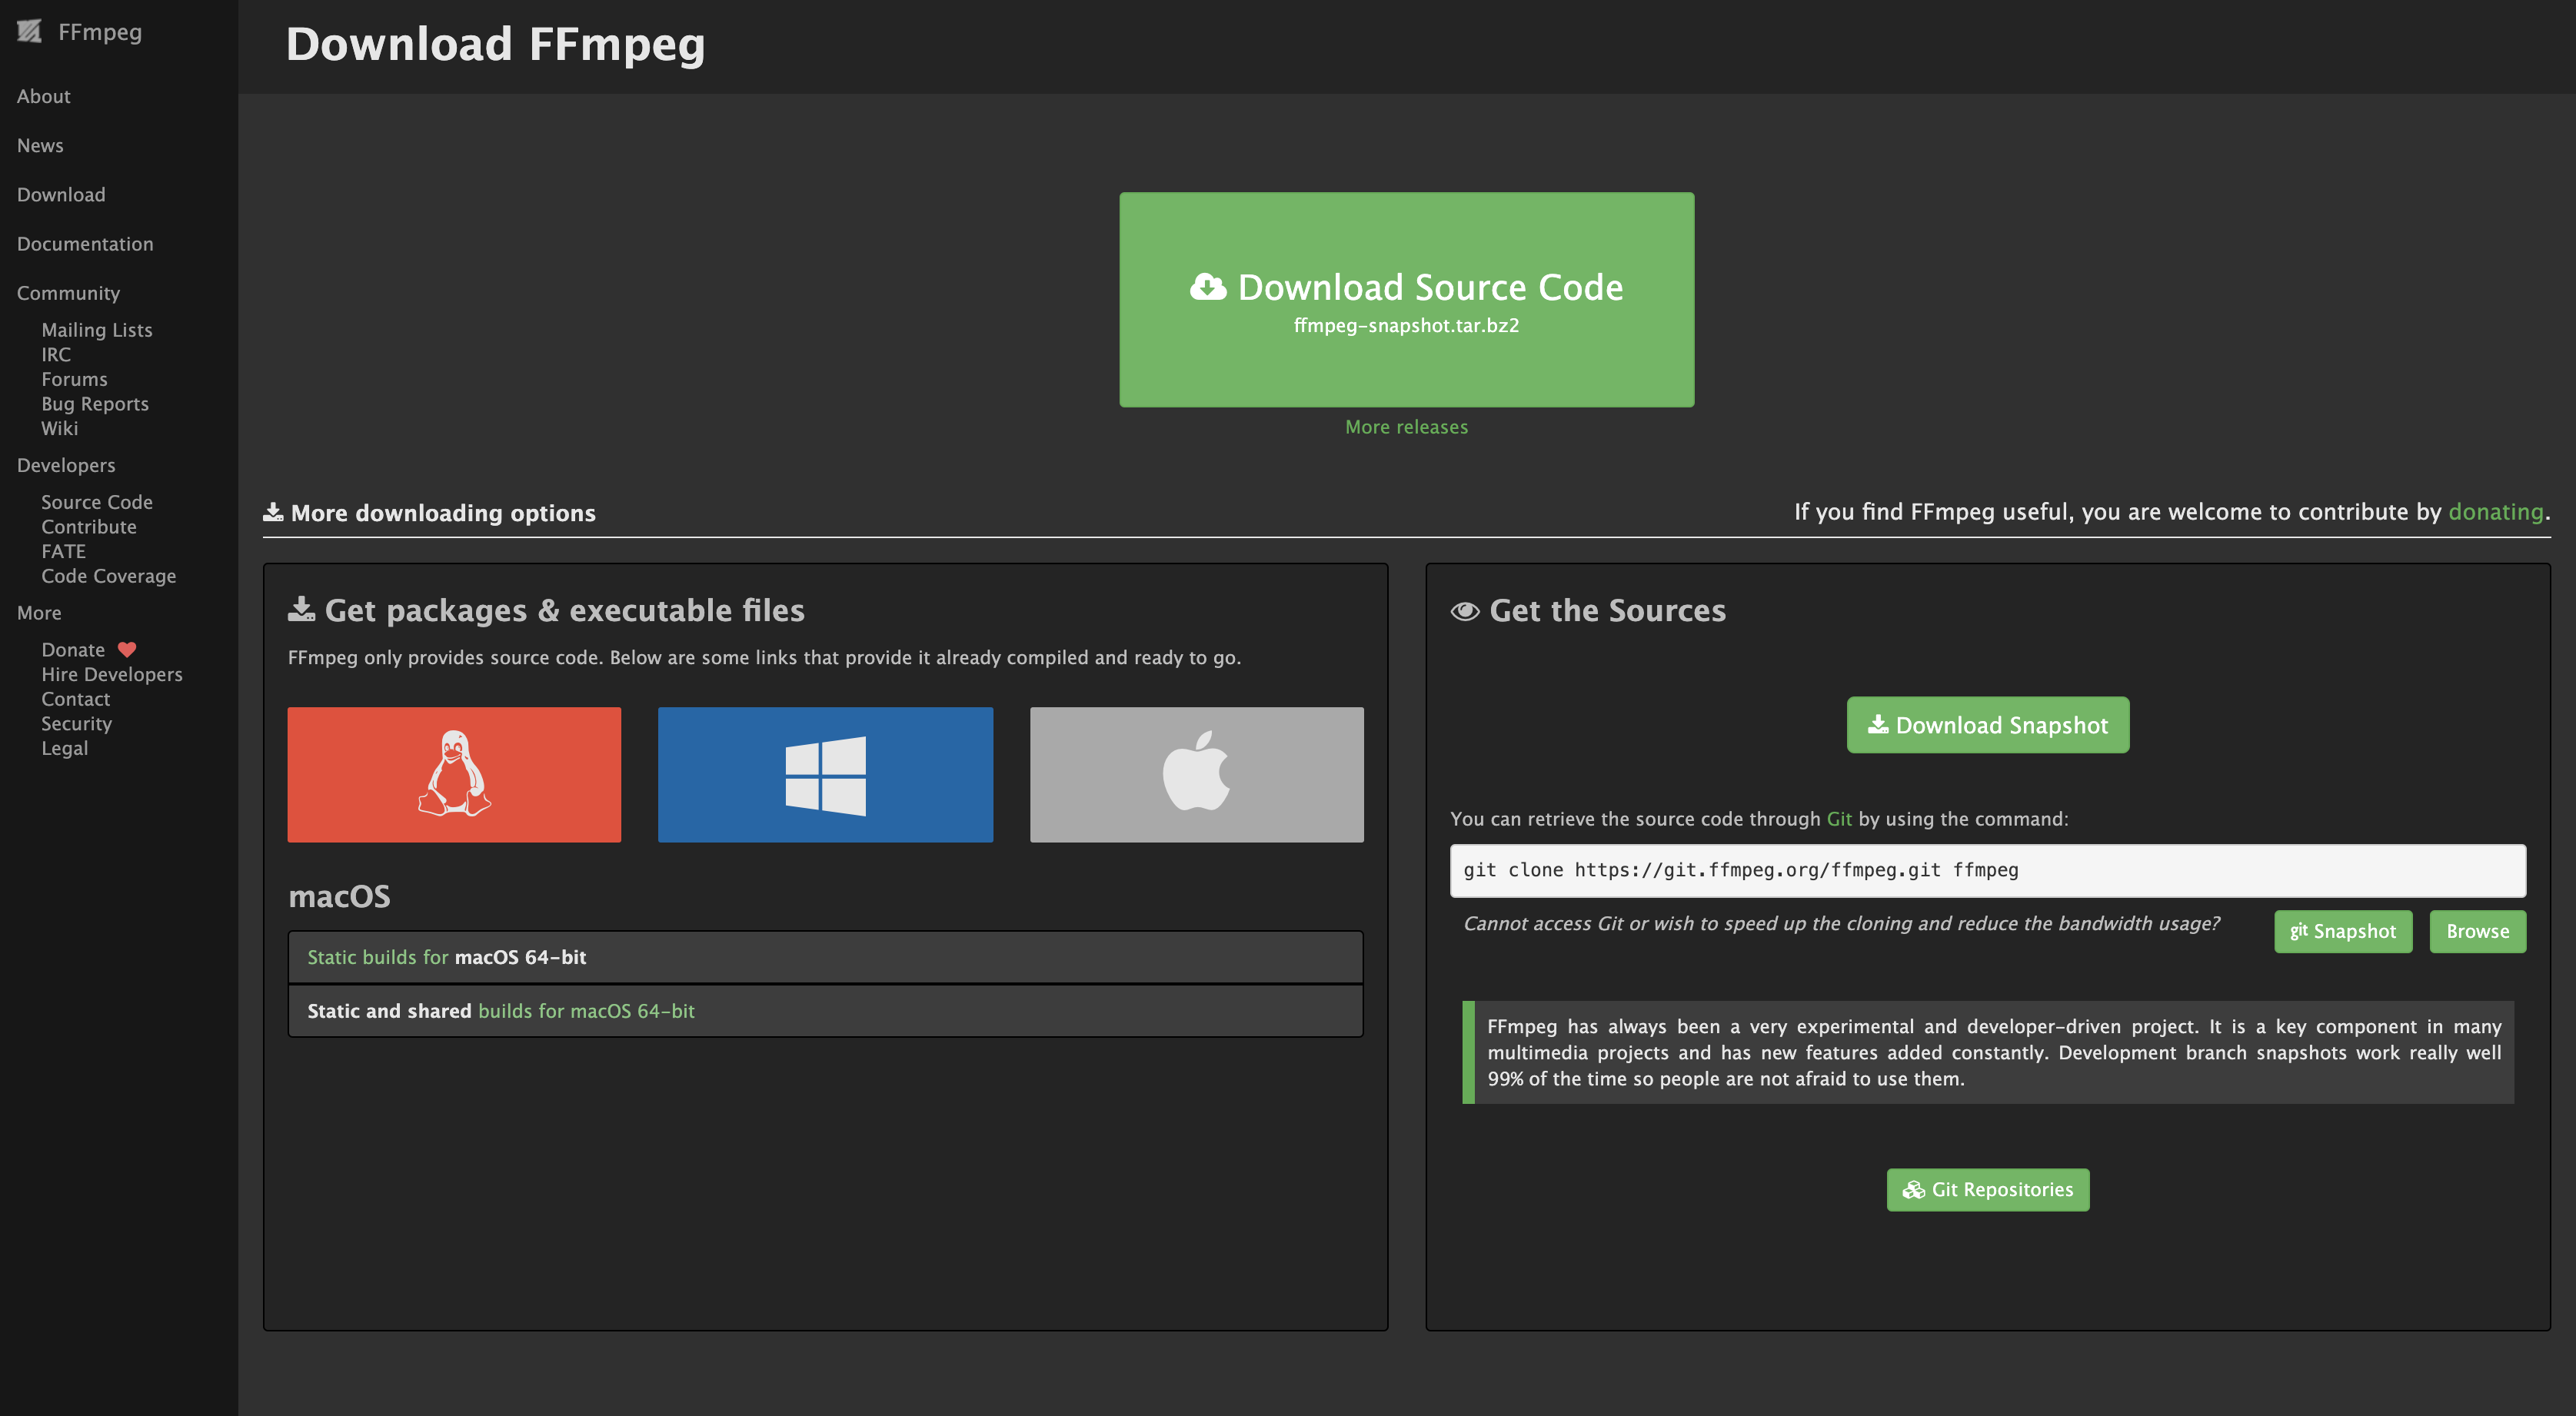 FFmpeg
About
News
Download
Documentation
Community
Mailing Lists
IRC
Forums
Bug Reports
Wiki
Developers
Source Code
Contribute
FATE
Code Coverage
More
Donate
Hire Developers
Contact
Security
Legal
Download FFmpeg
Download Source Code
ffmpeg-snapshot.tar.bz2
More releases
More downloading options
If you find FFmpeg useful, you are welcome to contribute by donating.
Get packages & executable files
FFmpeg only provides source code. Below are some links that provide it already compiled and ready to go.
macOS
Static builds for macOS 64-bit
Static and shared builds for macOS 64-bit
Get the Sources
Download Snapshot
You can retrieve the source code through Git by using the command:
git clone https://git.ffmpeg.org/ffmpeg.git ffmpeg
Cannot access Git or wish to speed up the cloning and reduce the bandwidth usage?
git Snapshot
Browse
FFmpeg has always been a very experimental and developer-driven project. It is a key component in many
multimedia projects and has new features added constantly. Development branch snapshots work really well
99% of the time so people are not afraid to use them.
Git Repositories